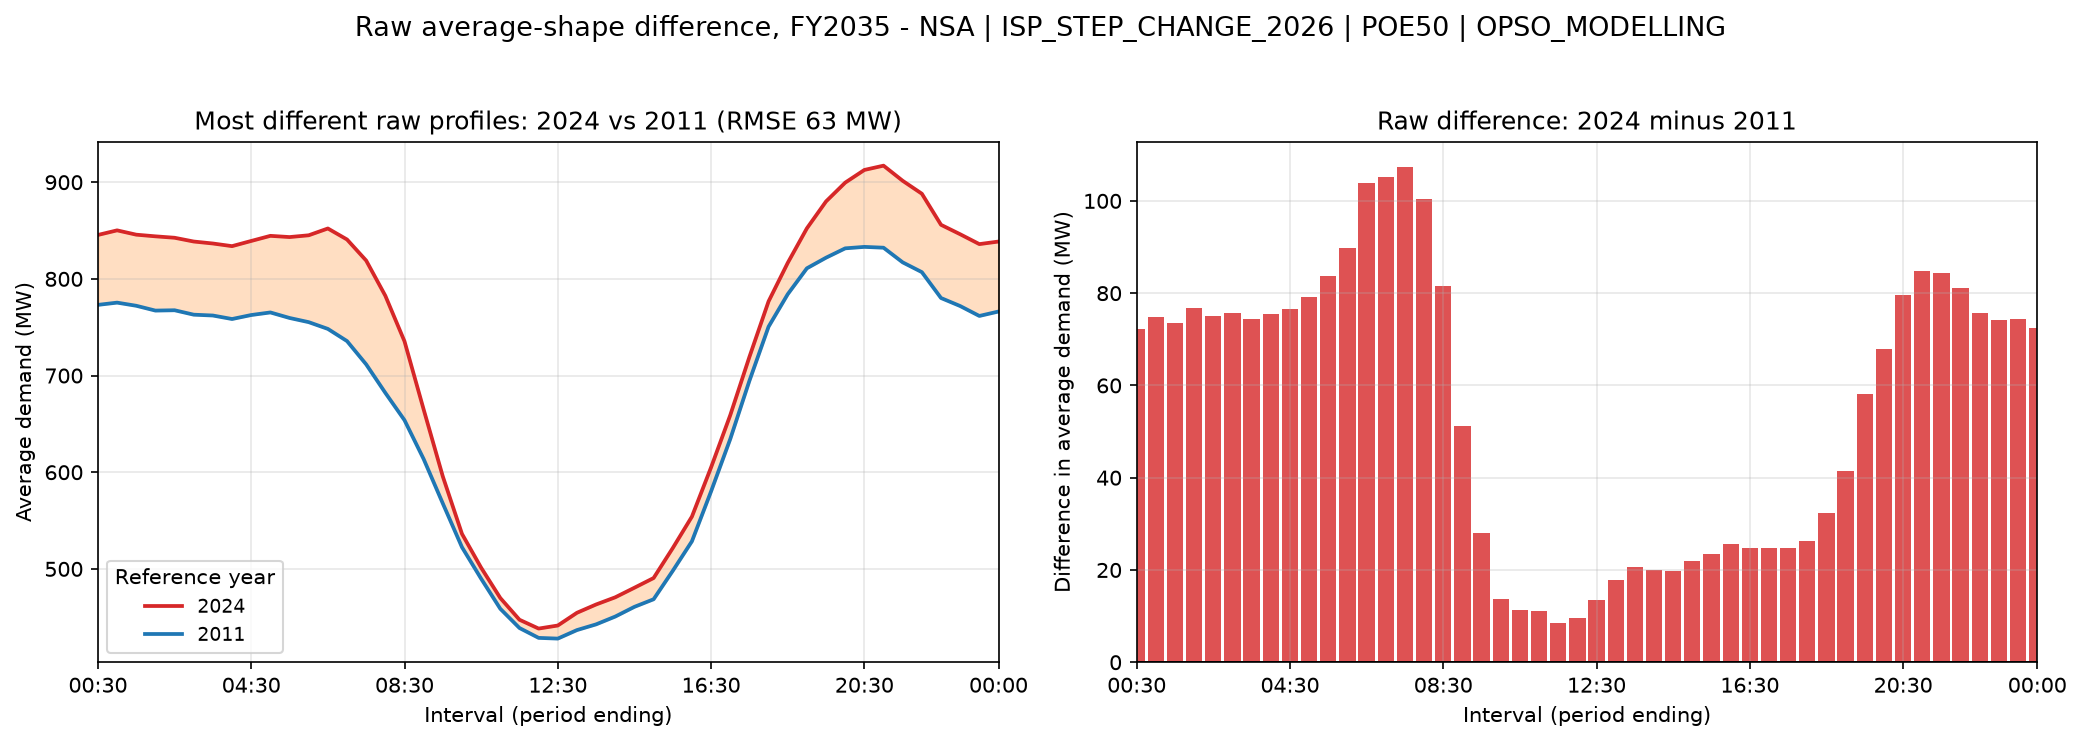 Raw average-shape difference, FY2035 - NSA | ISP_STEP_CHANGE_2026 | POE50 | OPSO_MODELLING
Most different raw profiles: 2024 vs 2011 (RMSE 63 MW)
Average demand (MW)
900
800
700
600
500
Reference year
2024
2011
00:30 04:30 08:30 12:30 16:30 20:30 00:00
Interval (period ending)
Raw difference: 2024 minus 2011
Difference in average demand (MW)
100
80
60
40
20
0
00:30 04:30 08:30 12:30 16:30 20:30 00:00
Interval (period ending)